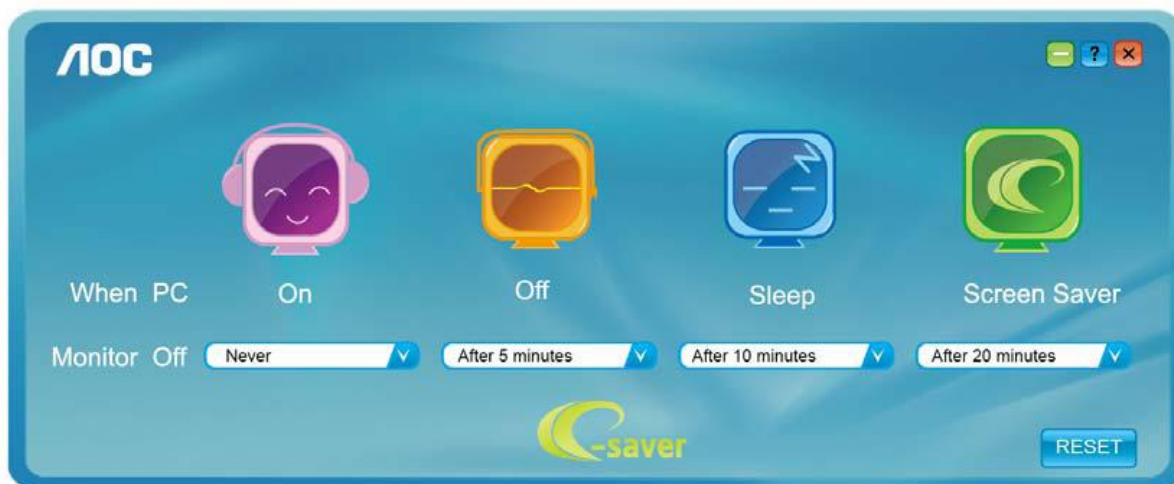 AOC
?
When PC On Off Sleep Screen Saver
Monitor Off Never After 5 minutes After 10 minutes After 20 minutes
e-saver
RESET